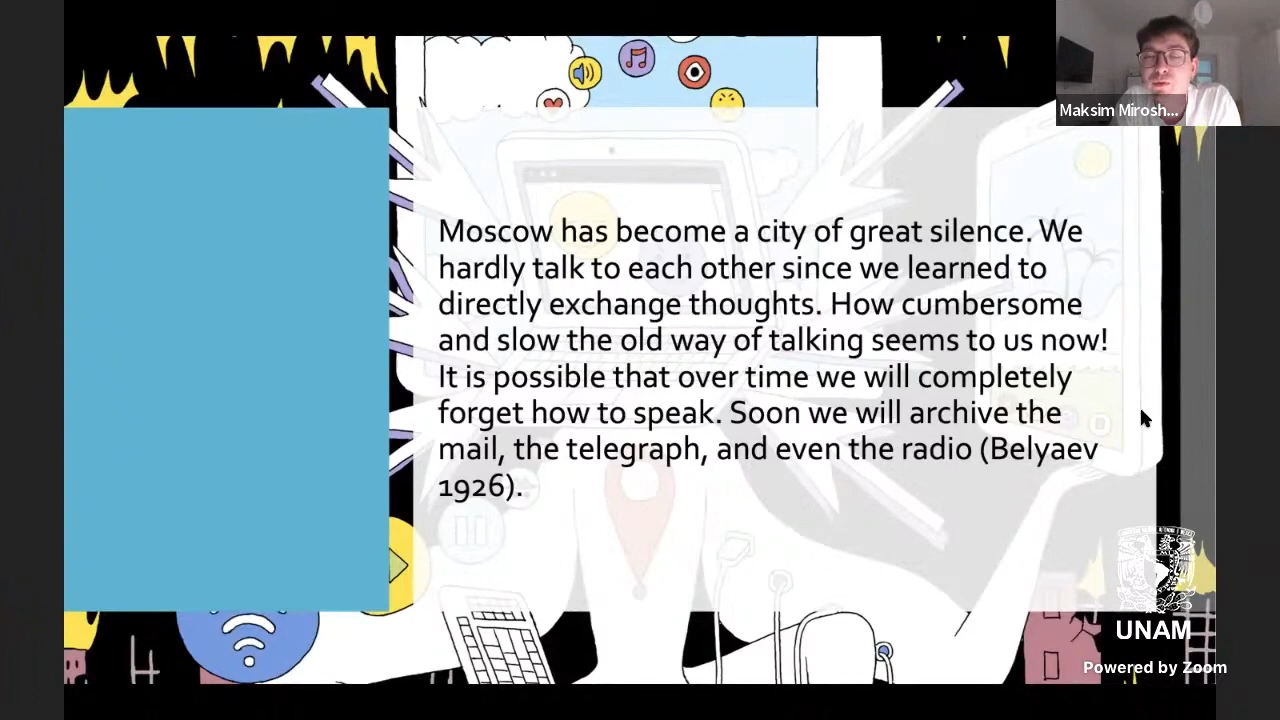 Maksim Mirosh...
Moscow has become a city of great silence. We
hardly talk to each other since we learned to
directly exchange thoughts. How cumbersome
and slow the old way of talking seems to us now!
It is possible that over time we will completely
forget how to speak. Soon we will archive the
mail, the telegraph, and even the radio (Belyaev
1926).
UNAM
Powered by Zoom